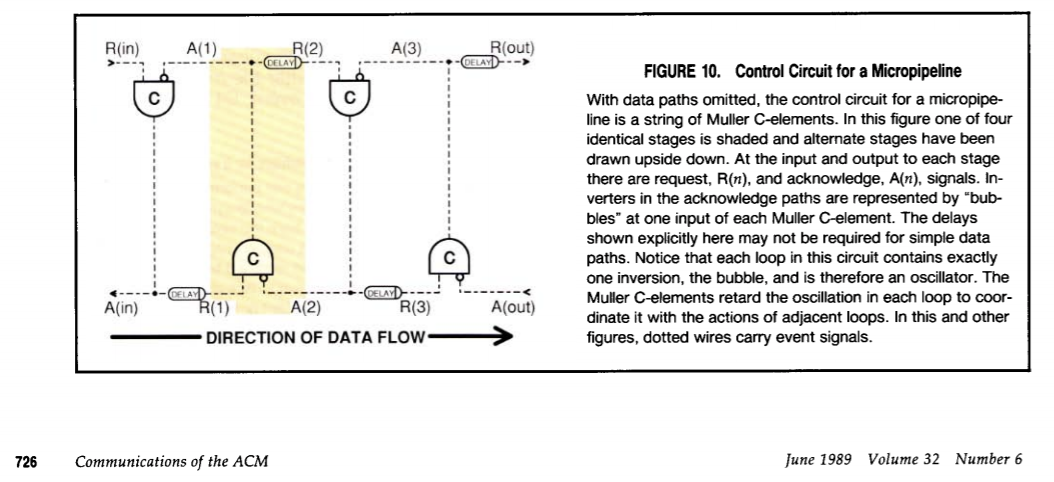 R(in) A(1) R(2) A(3) R(out)
DELAY DELAY
C C
C C
DELAY DELAY
A(in) R(1) A(2) R(3) A(out)
DIRECTION OF DATA FLOW
FIGURE 10. Control Circuit for a Micropipeline
With data paths omitted, the control circuit for a micropipe-
line is a string of Muller C-elements. In this figure one of four
identical stages is shaded and alternate stages have been
drawn upside down. At the input and output to each stage
there are request, R(n), and acknowledge, A(n), signals. In-
verters in the acknowledge paths are represented by "bub-
bles" at one input of each Muller C-element. The delays
shown explicitly here may not be required for simple data
paths. Notice that each loop in this circuit contains exactly
one inversion, the bubble, and is therefore an oscillator. The
Muller C-elements retard the oscillation in each loop to coor-
dinate it with the actions of adjacent loops. In this and other
figures, dotted wires carry event signals.
726 Communications of the ACM June 1989 Volume 32 Number 6